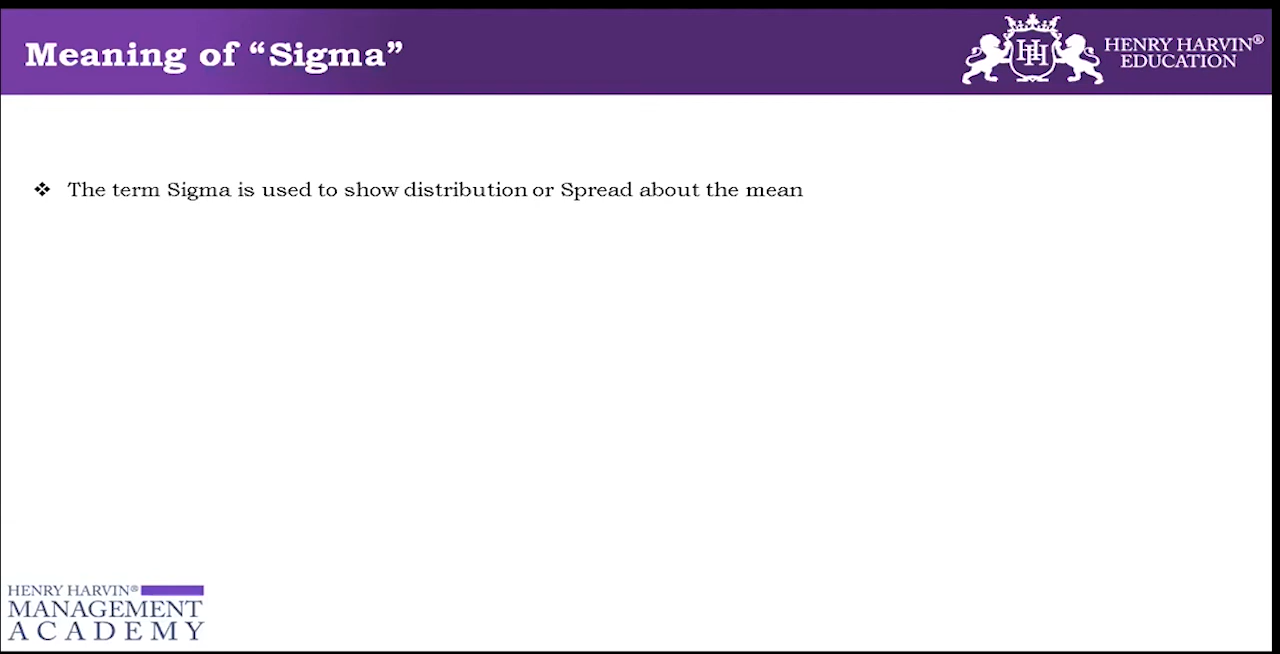 Meaning of “Sigma”
HH
HENRY HARVIN®
EDUCATION
❖ The term Sigma is used to show distribution or Spread about the mean
HENRY HARVIN®
MANAGEMENT
ACADEMY